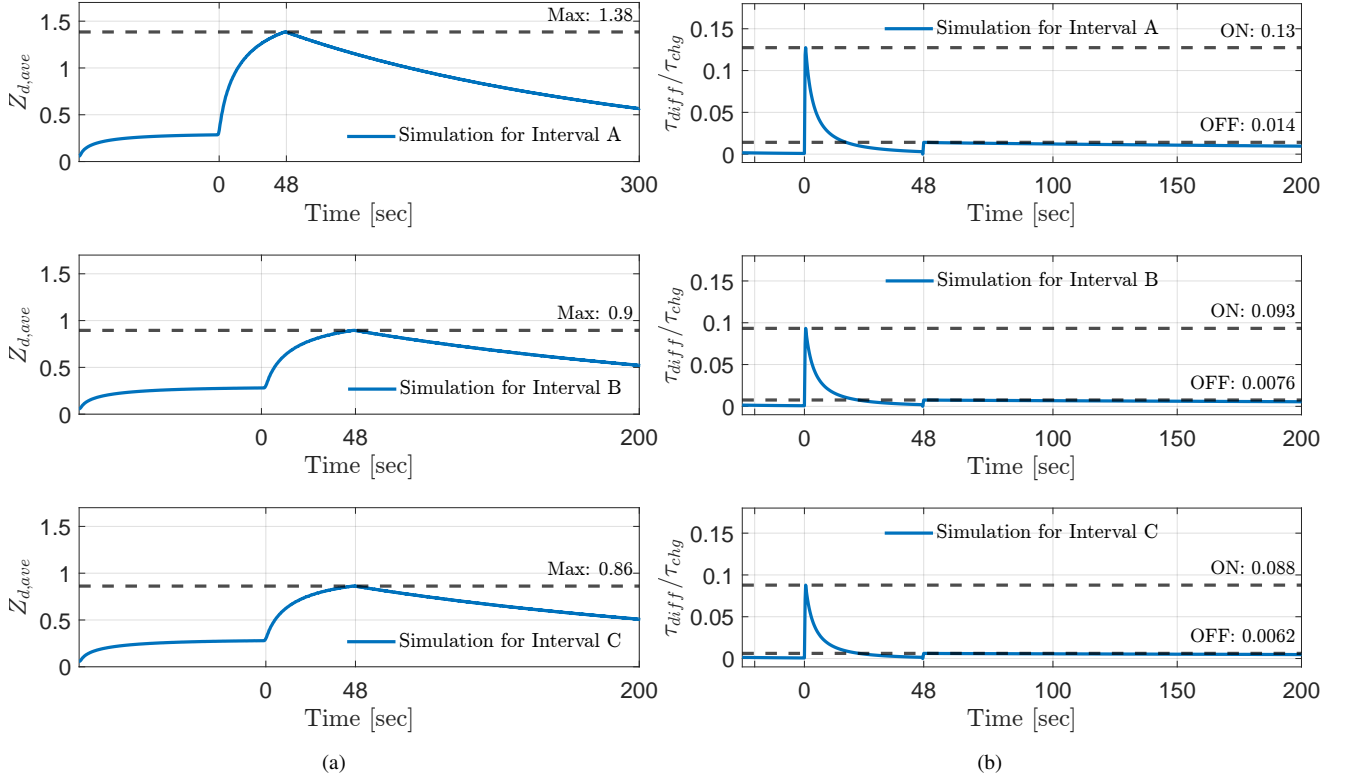 Z_{d,ave}
1.5
1
0.5
0
Max: 1.38
Simulation for Interval A
0 48 300
Time [sec]
τ_{diff}/τ_{chg}
0.15
0.1
0.05
0
Simulation for Interval A
ON: 0.13
OFF: 0.014
0 48 100 150 200
Time [sec]
Z_{d,ave}
1.5
1
0.5
0
Max: 0.9
Simulation for Interval B
0 48 200
Time [sec]
τ_{diff}/τ_{chg}
0.15
0.1
0.05
0
Simulation for Interval B
ON: 0.093
OFF: 0.0076
0 48 100 150 200
Time [sec]
Z_{d,ave}
1.5
1
0.5
0
Max: 0.86
Simulation for Interval C
0 48 200
Time [sec]
τ_{diff}/τ_{chg}
0.15
0.1
0.05
0
Simulation for Interval C
ON: 0.088
OFF: 0.0062
0 48 100 150 200
Time [sec]
(a)
(b)